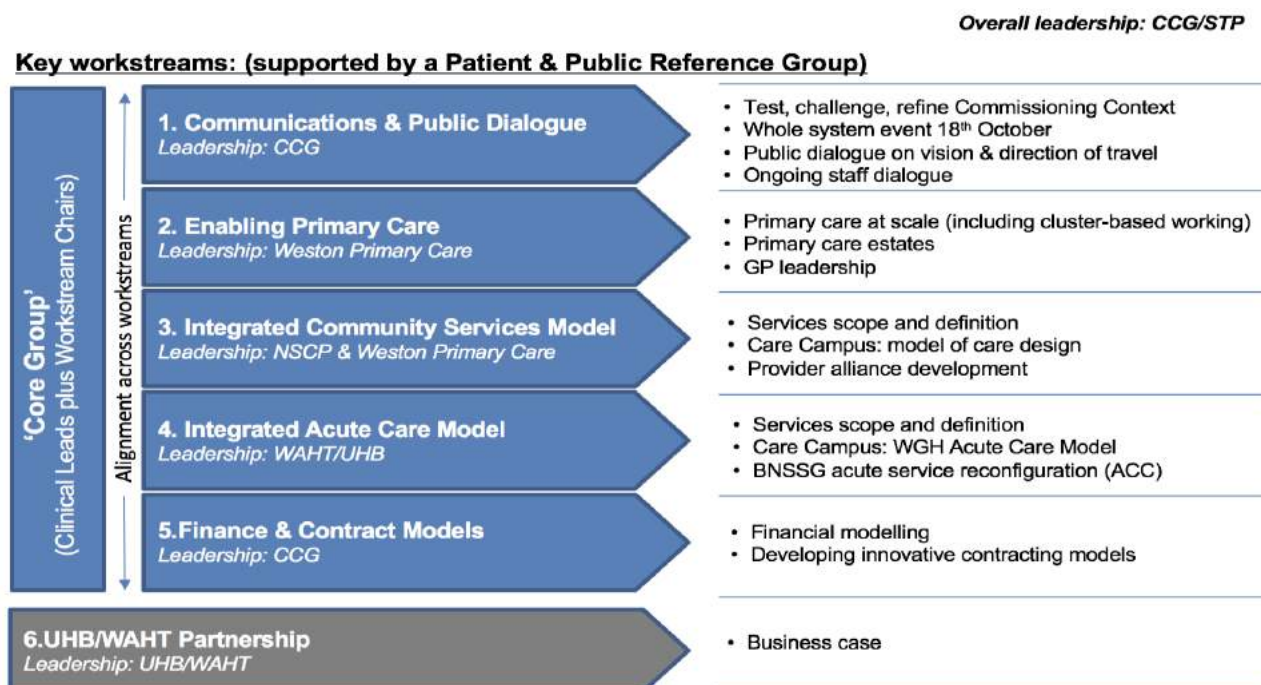 Overall leadership: CCG/STP
Key workstreams: (supported by a Patient & Public Reference Group)
'Core Group'
(Clinical Leads plus Workstream Chairs)
Alignment across workstreams
1. Communications & Public Dialogue
Leadership: CCG
• Test, challenge, refine Commissioning Context
• Whole system event 18th October
• Public dialogue on vision & direction of travel
• Ongoing staff dialogue
2. Enabling Primary Care
Leadership: Weston Primary Care
• Primary care at scale (including cluster-based working)
• Primary care estates
• GP leadership
3. Integrated Community Services Model
Leadership: NSCP & Weston Primary Care
• Services scope and definition
• Care Campus: model of care design
• Provider alliance development
4. Integrated Acute Care Model
Leadership: WAHT/UHB
• Services scope and definition
• Care Campus: WGH Acute Care Model
• BNSSG acute service reconfiguration (ACC)
5.Finance & Contract Models
Leadership: CCG
• Financial modelling
• Developing innovative contracting models
6.UHB/WAHT Partnership
Leadership: UHB/WAHT
• Business case